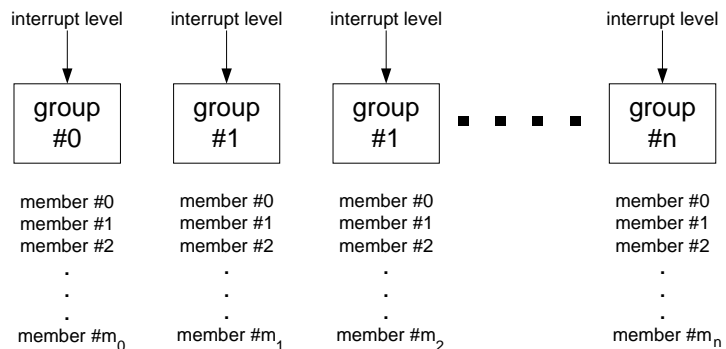 interrupt level interrupt level interrupt level interrupt level
group group group group
#0 #1 #1 #n
member #0 member #0 member #0 member #0
member #1 member #1 member #1 member #1
member #2 member #2 member #2 member #2
. . . .
. . . .
. . . .
member #m₀ member #m₁ member #m₂ member #mₙ